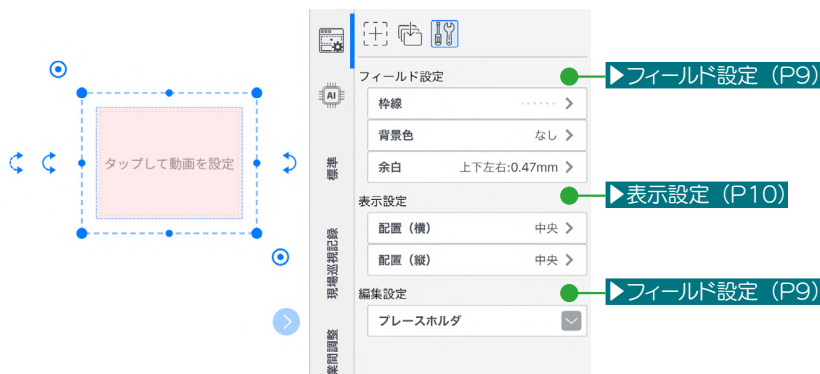 タップして動画を設定
AI
標準
現場巡視記録
業間調整
フィールド設定
枠線
背景色 なし
余白 上下左右:0.47mm
表示設定
配置（横） 中央
配置（縦） 中央
編集設定
プレースホルダ
▶フィールド設定（P9）
▶表示設定（P10）
▶フィールド設定（P9）